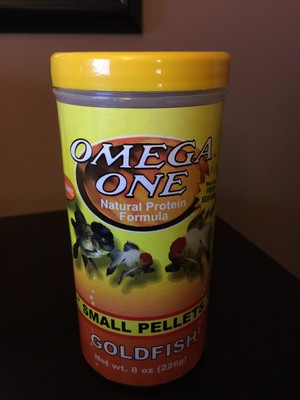 OMEGA
ONE
Natural Protein
Formula
SMALL PELLETS
GOLDFISH
Net wt. 8 oz (226g)